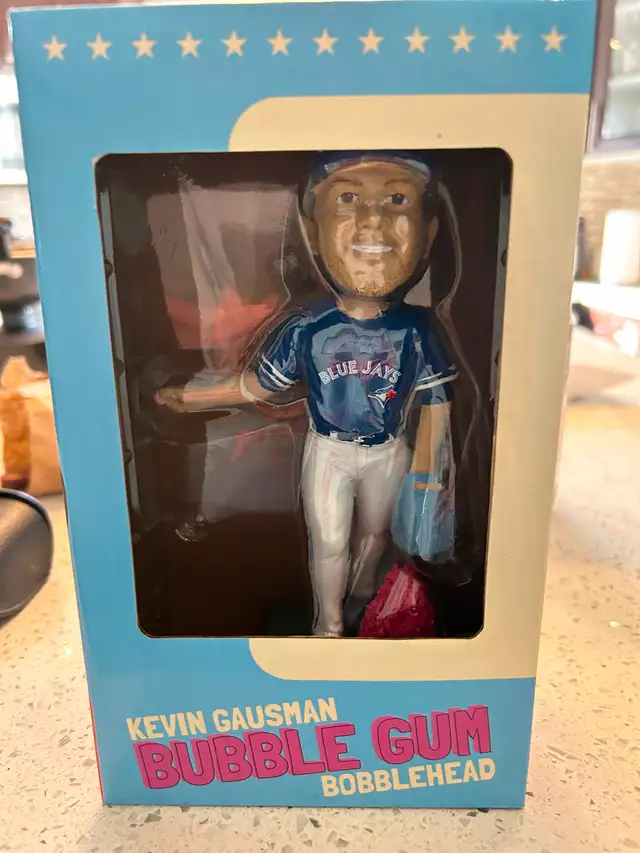 BLUE JAYS
KEVIN GAUSMAN
BUBBLE GUM
BOBBLEHEAD